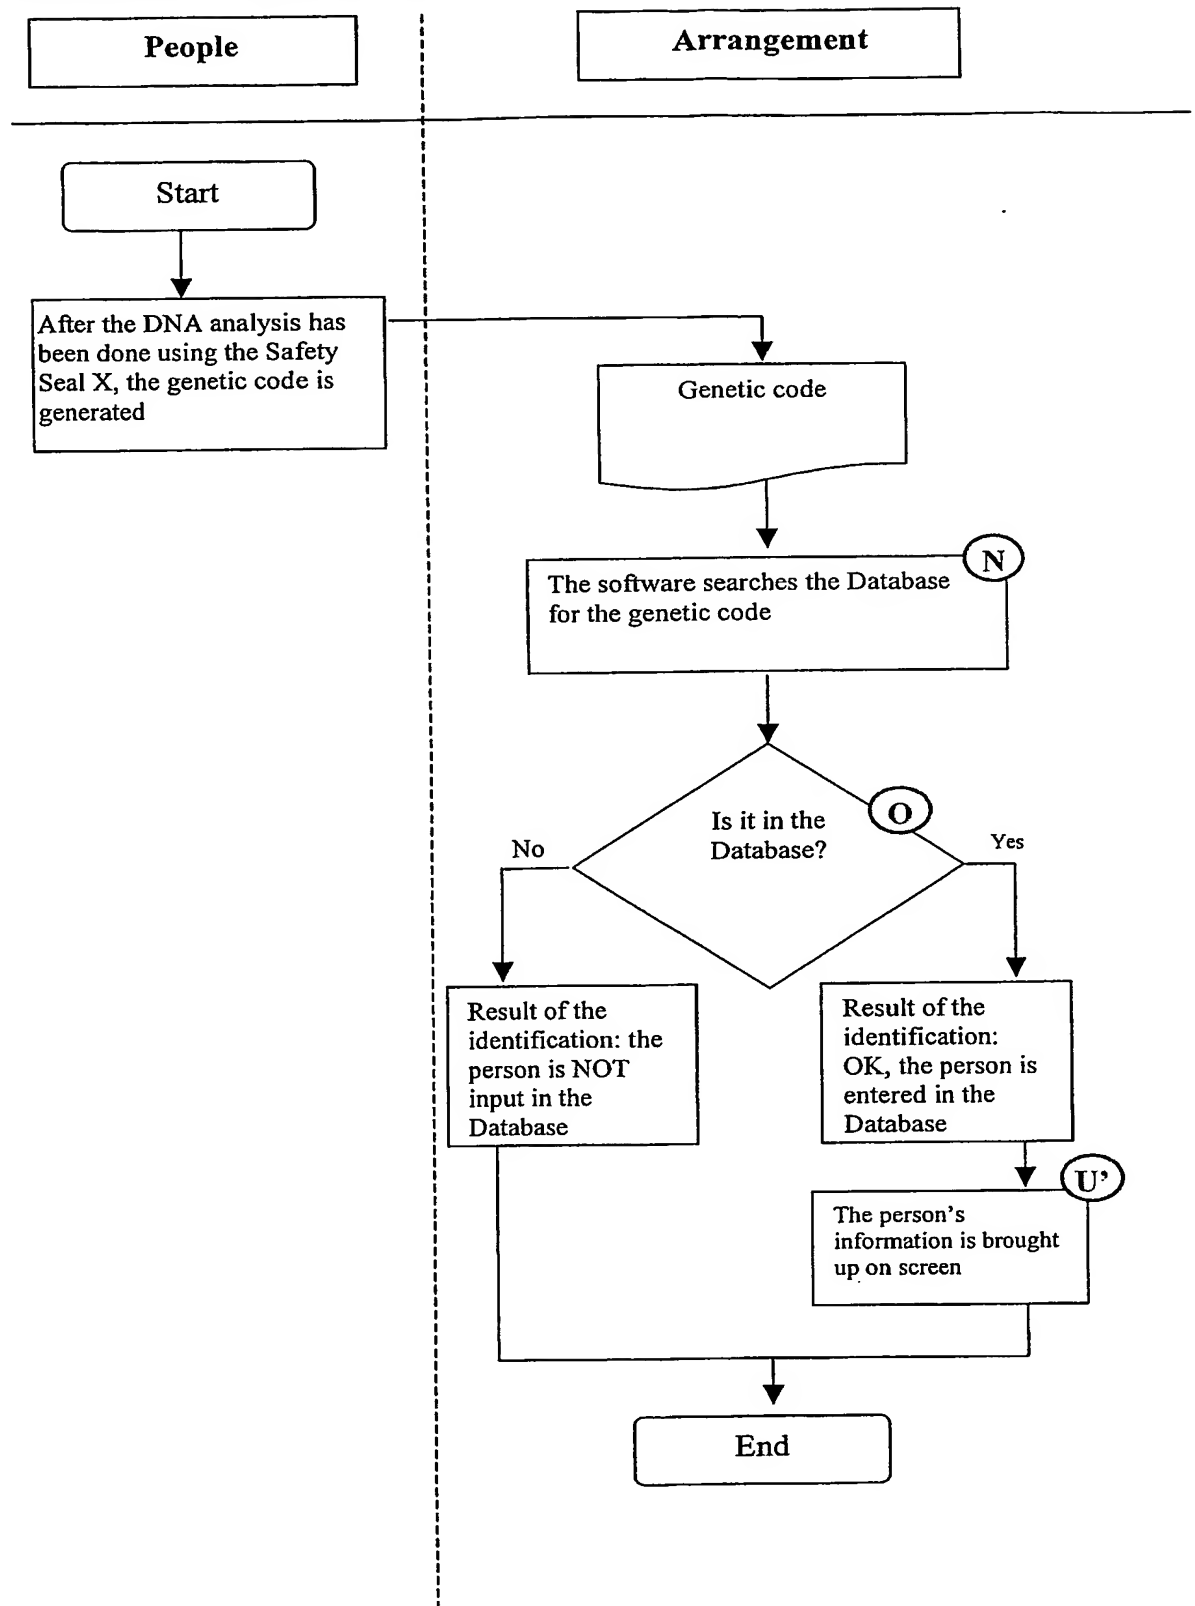 People
Arrangement
Start
After the DNA analysis has
been done using the Safety
Seal X, the genetic code is
generated
Genetic code
N
The software searches the Database
for the genetic code
O
Is it in the
Database?
No
Yes
Result of the
identification: the
person is NOT
input in the
Database
Result of the
identification:
OK, the person is
entered in the
Database
U’
The person’s
information is brought
up on screen
End